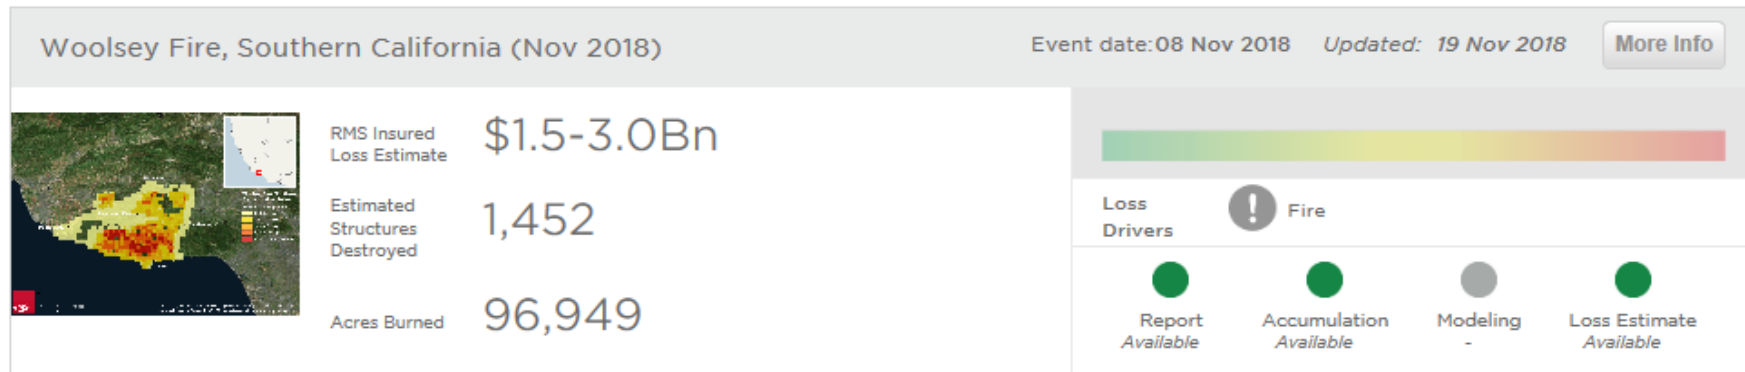 Woolsey Fire, Southern California (Nov 2018)
Event date: 08 Nov 2018 Updated: 19 Nov 2018 More Info
RMS Insured
Loss Estimate
$1.5-3.0Bn
Estimated
Structures
Destroyed
1,452
Acres Burned
96,949
Loss
Drivers
! Fire
Report
Available
Accumulation
Available
Modeling
-
Loss Estimate
Available